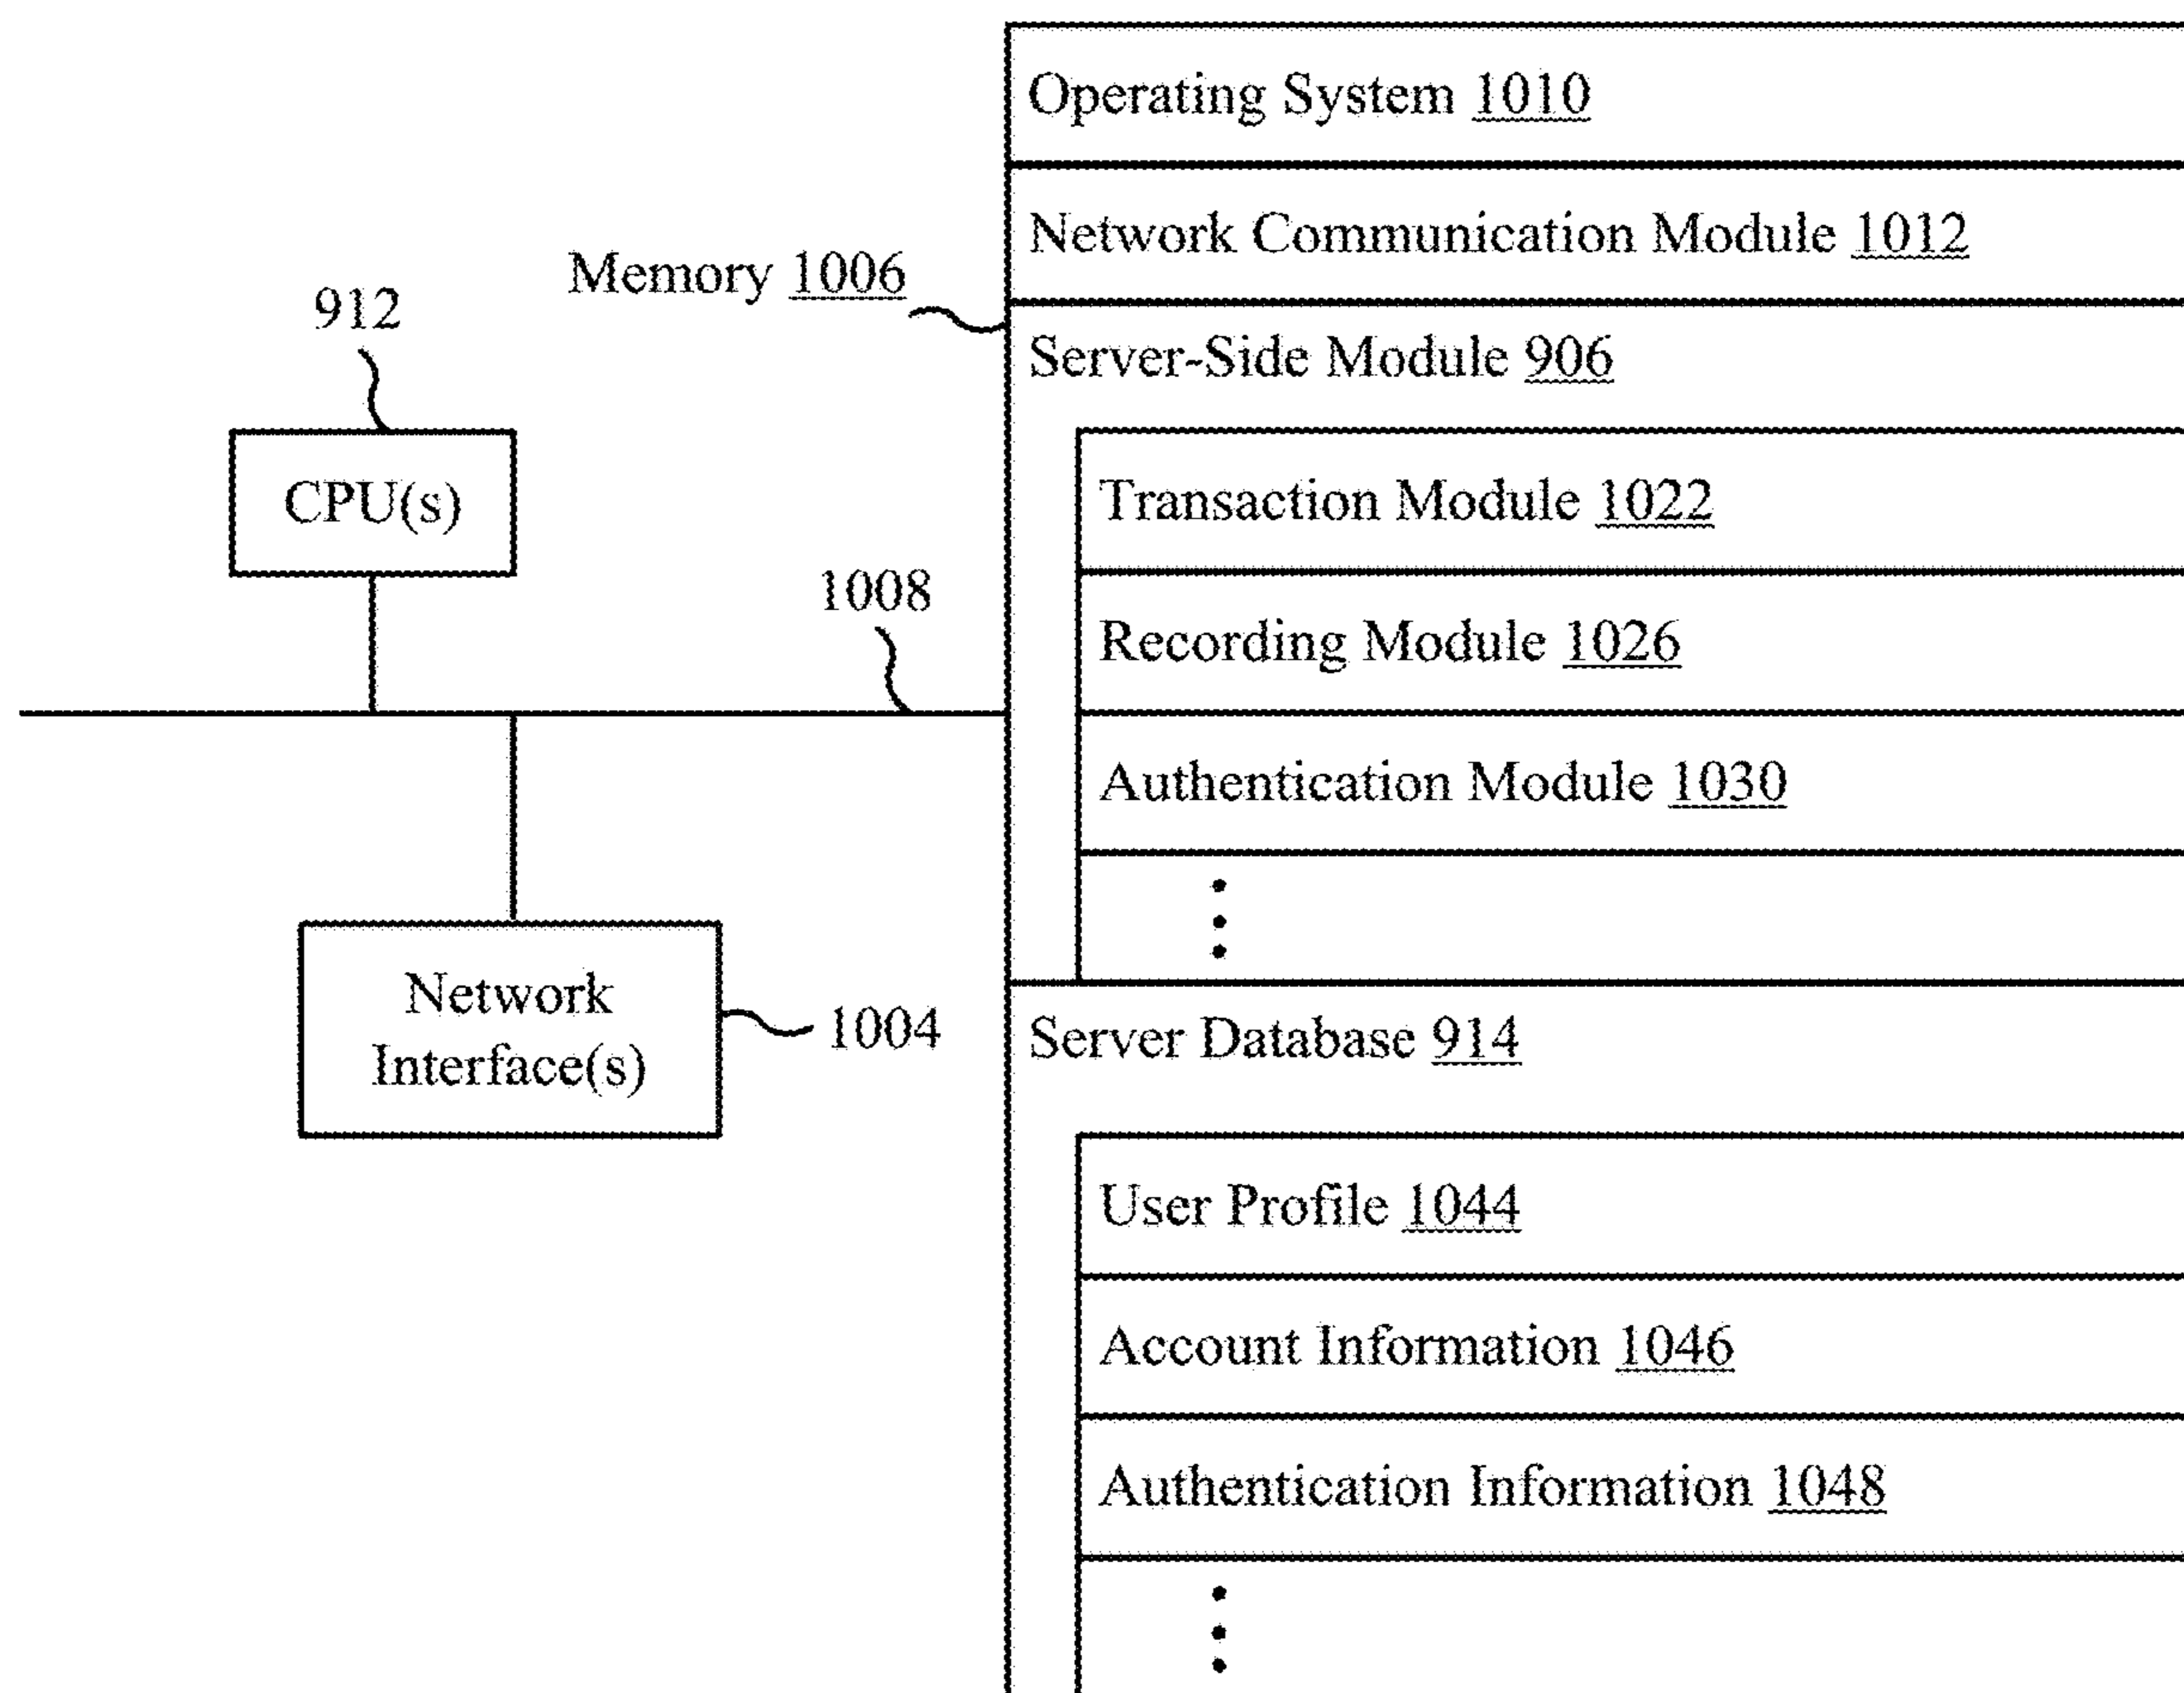 Operating System 1010
Network Communication Module 1012
Memory 1006
912
Server-Side Module 906
CPU(s)
Transaction Module 1022
1008
Recording Module 1026
Authentication Module 1030
Network
Interface(s)
1004
Server Database 914
User Profile 1044
Account Information 1046
Authentication Information 1048